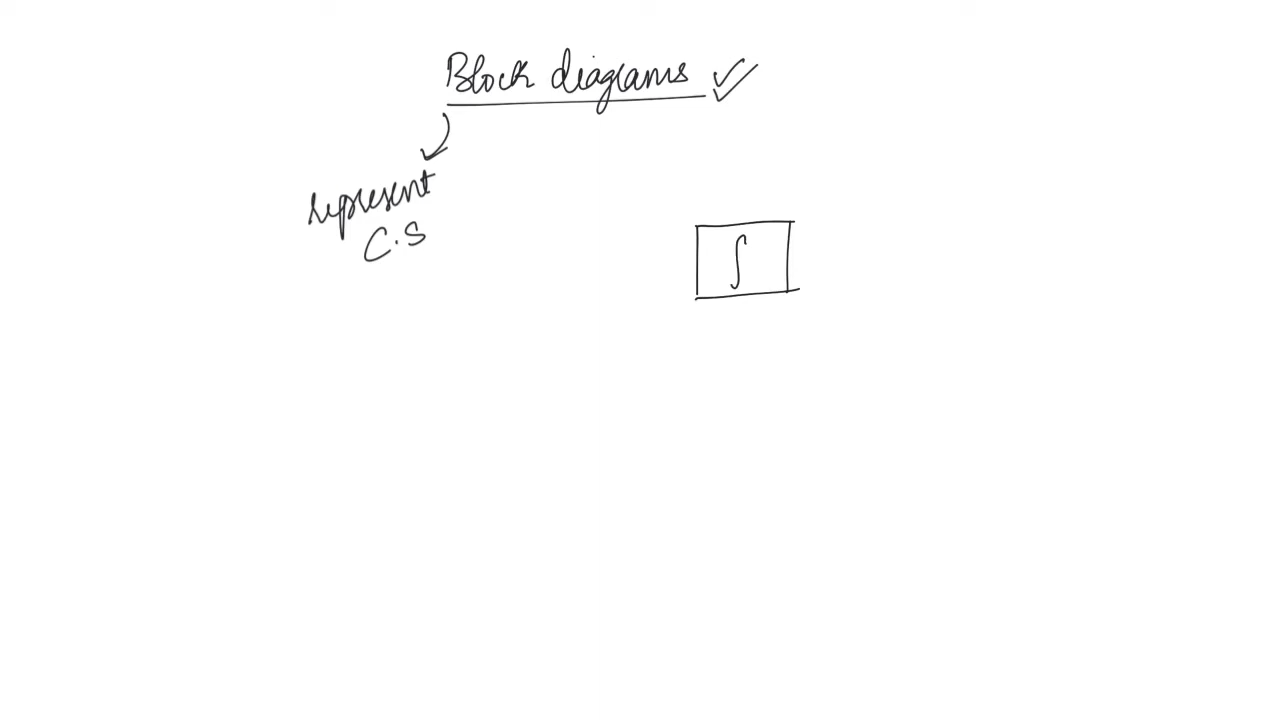 Block diagrams
represent
C.S
∫